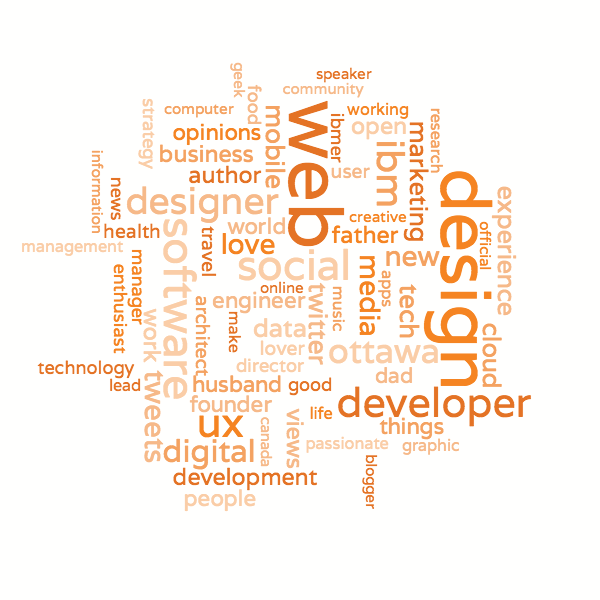 speaker
geek
community
food
strategy
computer
working
web
mobile
ibmer
research
opinions
open
marketing
business
ibm
information
author
user
news
designer
design
experience
creative
official
health
travel
world
father
software
love
management
new
social
manager
enthusiast
media
apps
tech
online
music
twitter
engineer
architect
make
work
data
cloud
lover
ottawa
technology
director
dad
lead
tweets
husband
good
founder
developer
ux
life
canada
views
things
digital
passionate
graphic
blogger
development
people